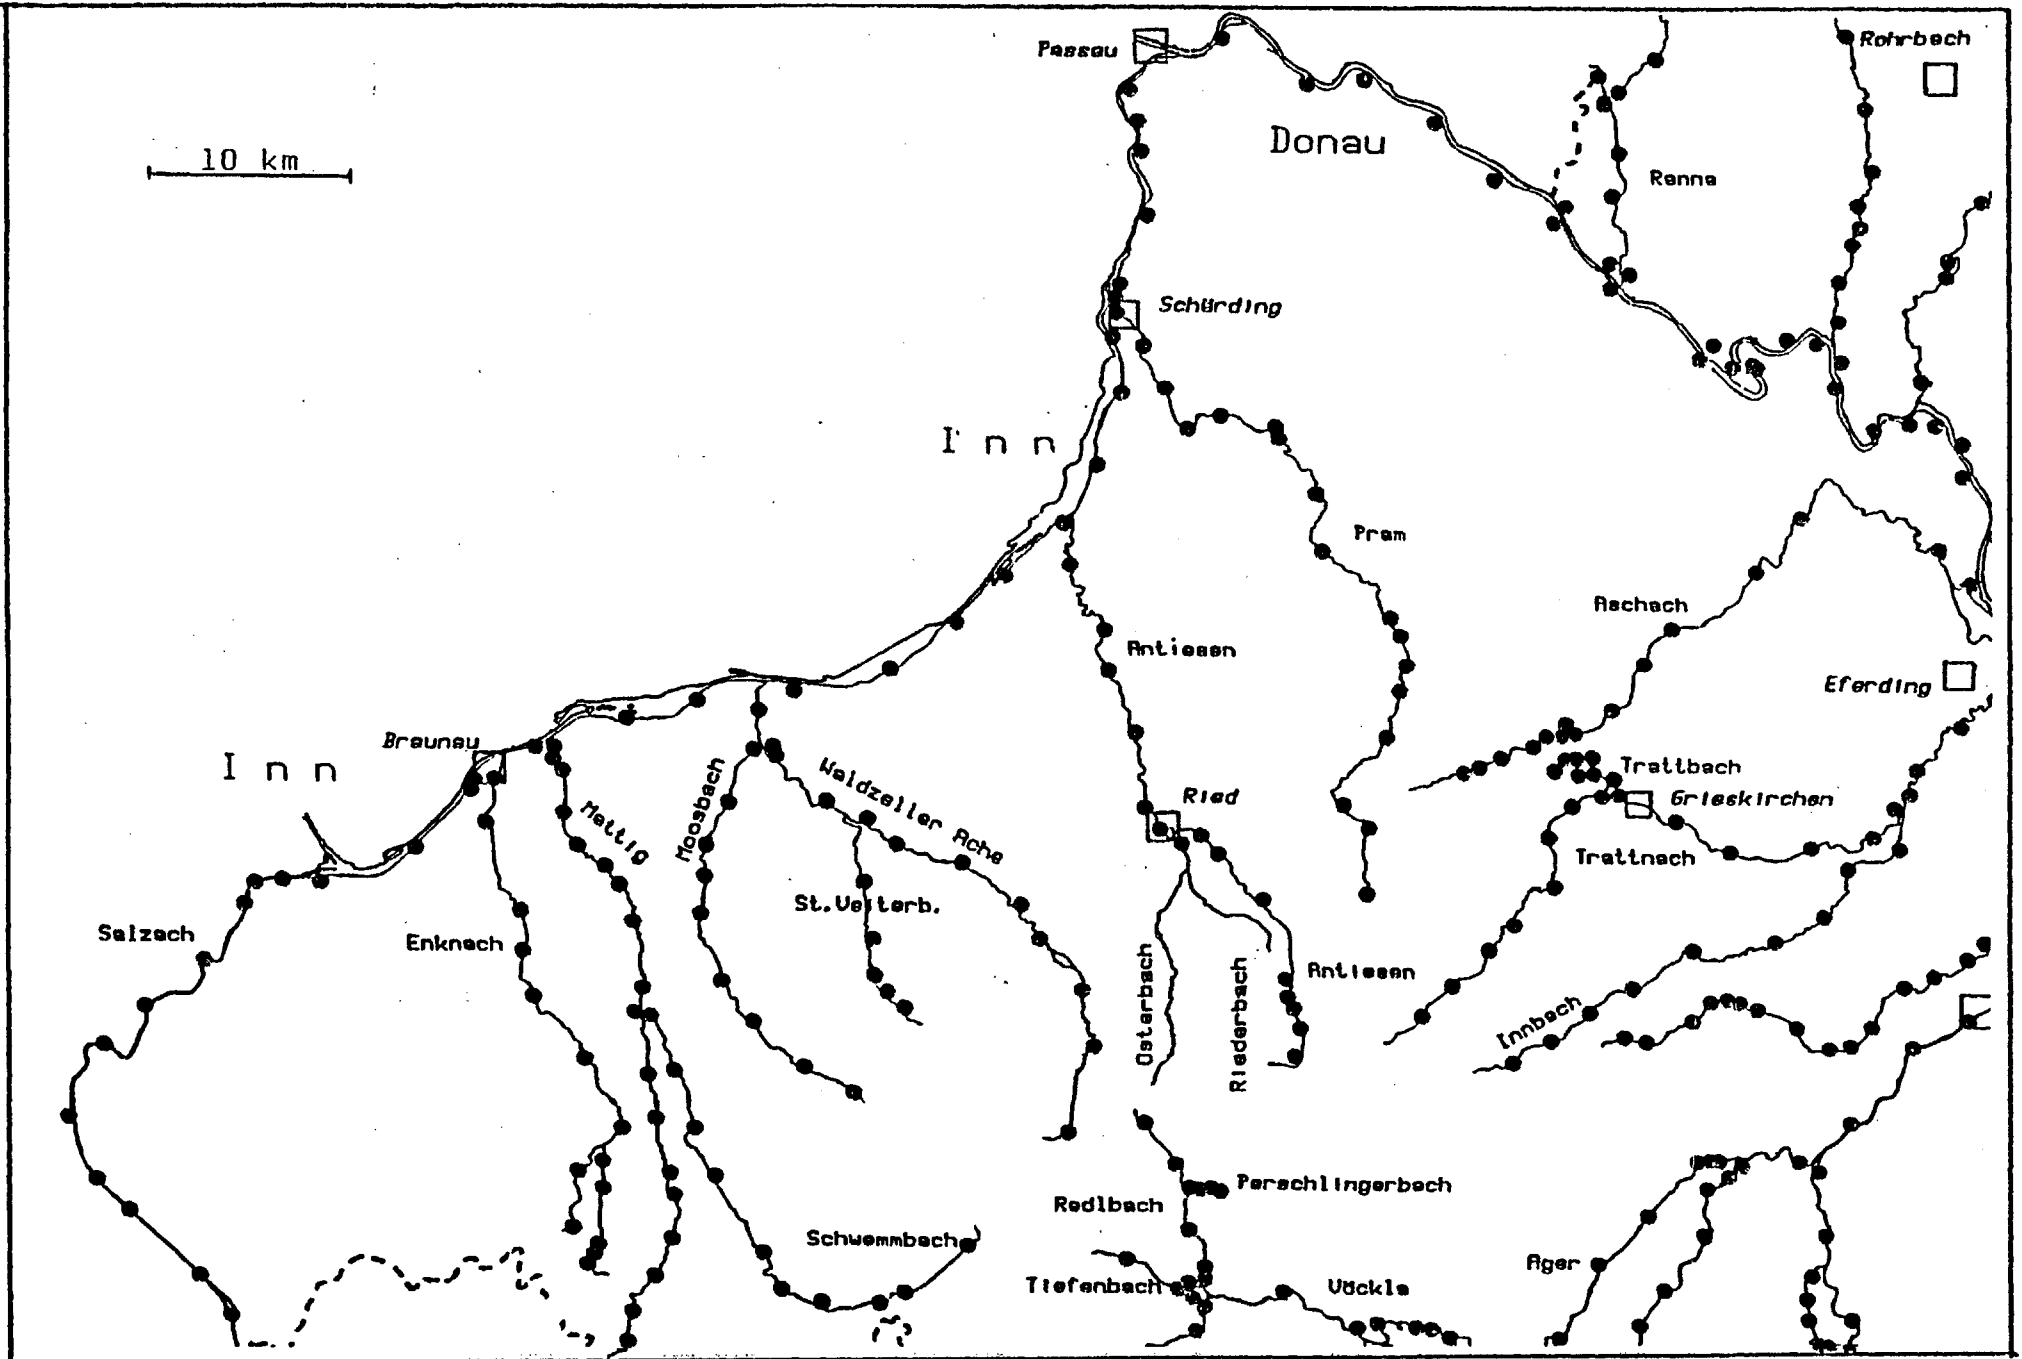 Passau
Rohrbach
10 km
Donau
Ranna
Schärding
Inn
Pram
Aschach
Antiesen
Eferding
Braunau
Inn
Trattbach
Ried
Grieskirchen
Moosbach
Waldzeller Ache
Mattig
Trattnach
St.Veiterb.
Salzach
Enknach
Osterbach
Riederbach
Antiesen
Innbach
Perschlingerbach
Redlbach
Schwemmbach
Ager
Tiefenbach
Vöckla